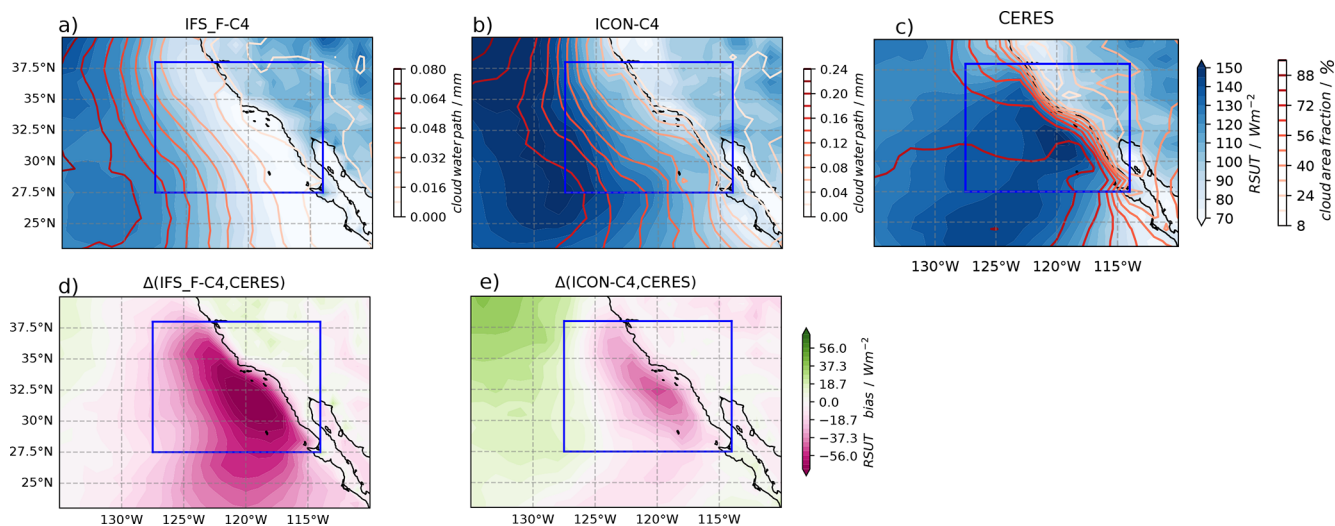 a) IFS_F-C4
37.5°N
35°N
32.5°N
30°N
27.5°N
25°N
0.080
0.064
0.048
0.032
0.016
0.000
cloud water path / mm
b) ICON-C4
0.24
0.20
0.16
0.12
0.08
0.04
0.00
cloud water path / mm
c) CERES
130°W 125°W 120°W 115°W
150
140
130
120
110
100
90
80
70
RSUT / Wm⁻²
88
72
56
40
24
8
cloud area fraction / %
d) Δ(IFS_F-C4,CERES)
37.5°N
35°N
32.5°N
30°N
27.5°N
25°N
130°W 125°W 120°W 115°W
e) Δ(ICON-C4,CERES)
130°W 125°W 120°W 115°W
56.0
37.3
18.7
0.0
−18.7
−37.3
−56.0
RSUT bias / Wm⁻²